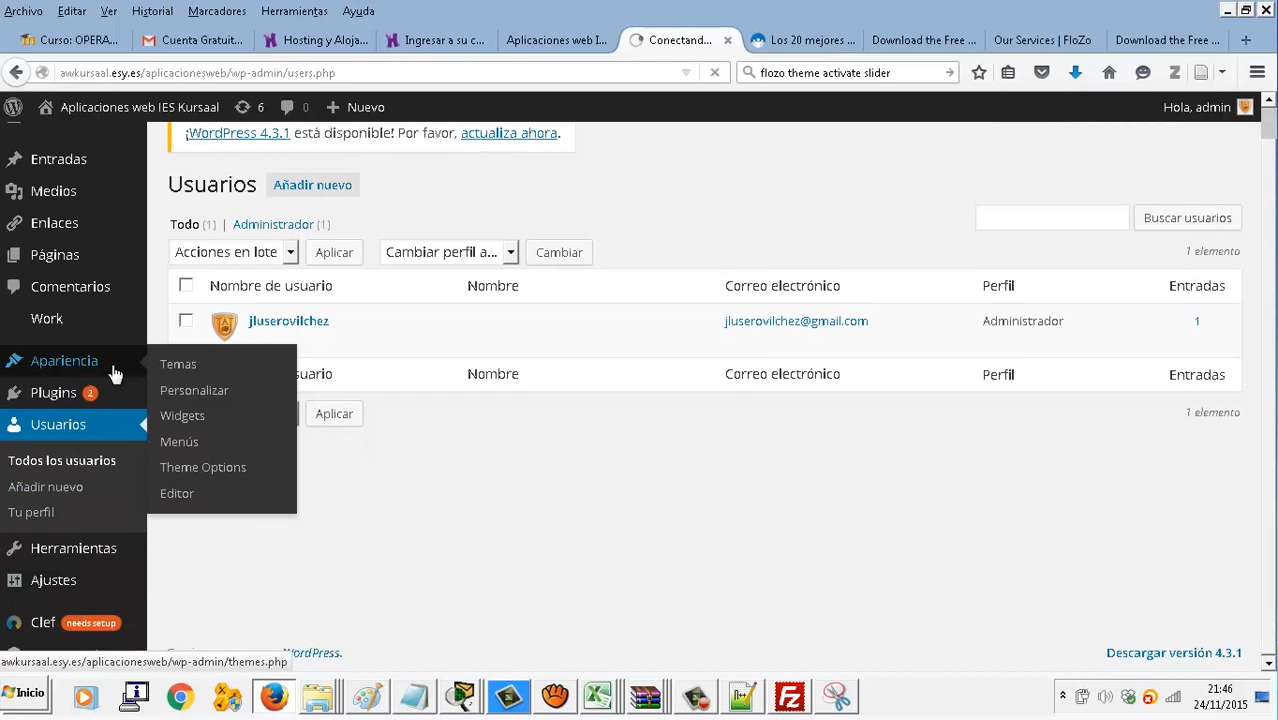 Archivo Editar Ver Historial Marcadores Herramientas Ayuda
Curso: OPERA... Cuenta Gratuit... Hosting y Aloja... Ingresar a su c... Aplicaciones web I... Conectand... Los 20 mejores ... Download the Free ... Our Services | FloZo Download the Free ...
awkursaal.esy.es/aplicacionesweb/wp-admin/users.php flozo theme activate slider
Aplicaciones web IES Kursaal 6 0 Nuevo Hola, admin
¡WordPress 4.3.1 está disponible! Por favor, actualiza ahora.
Entradas
Medios
Enlaces
Páginas
Comentarios
Work
Apariencia
Plugins 2
Usuarios
Todos los usuarios
Añadir nuevo
Tu perfil
Herramientas
Ajustes
Clef needs setup
Temas
Personalizar
Widgets
Menús
Theme Options
Editor
Usuarios Añadir nuevo
Todo (1) | Administrador (1)
Buscar usuarios
Acciones en lote Aplicar Cambiar perfil a... Cambiar 1 elemento
Nombre de usuario Nombre Correo electrónico Perfil Entradas
jluserovilchez jluserovilchez@gmail.com Administrador 1
suario Nombre Correo electrónico Perfil Entradas
Aplicar 1 elemento
WordPress. Descargar versión 4.3.1
awkursaal.esy.es/aplicacionesweb/wp-admin/themes.php
Inicio
21:46
24/11/2015